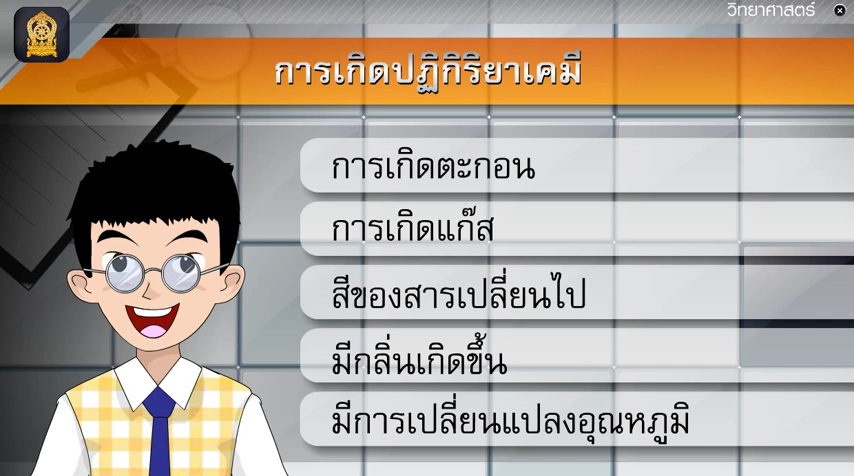 วิทยาศาสตร์
การเกิดปฏิกิริยาเคมี
การเกิดตะกอน
การเกิดแก๊ส
สีของสารเปลี่ยนไป
มีกลิ่นเกิดขึ้น
มีการเปลี่ยนแปลงอุณหภูมิ